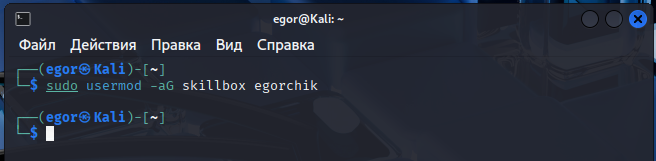 egor@Kali: ~
Файл Действия Правка Вид Справка
┌──(egor㉿Kali)-[~]
└─$ sudo usermod -aG skillbox egorchik
┌──(egor㉿Kali)-[~]
└─$